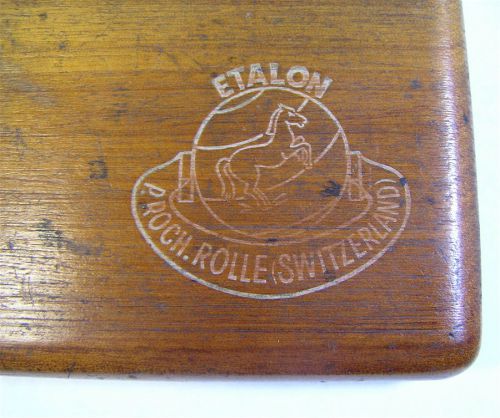 ETALON
P. ROCH. ROLLE (SWITZERLAND)